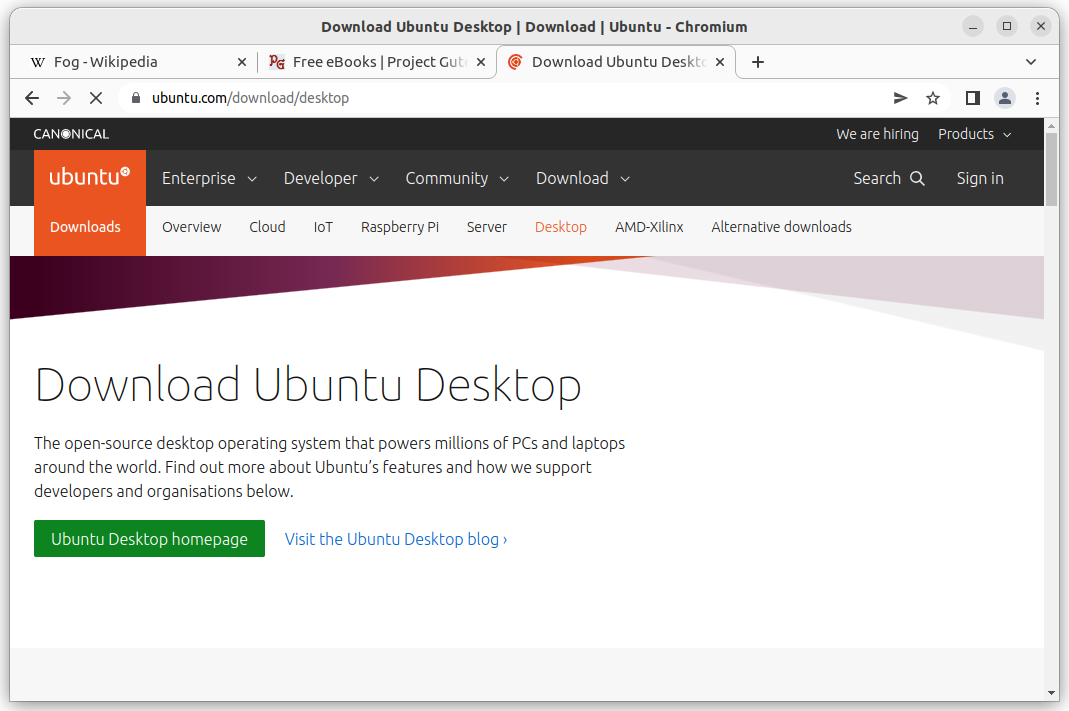 Download Ubuntu Desktop | Download | Ubuntu - Chromium
Fog - Wikipedia
Free eBooks | Project Gut
Download Ubuntu Deskto
ubuntu.com/download/desktop
CANONICAL
We are hiring
Products
ubuntu
Enterprise
Developer
Community
Download
Search
Sign in
Downloads
Overview
Cloud
IoT
Raspberry Pi
Server
Desktop
AMD-Xilinx
Alternative downloads
Download Ubuntu Desktop
The open-source desktop operating system that powers millions of PCs and laptops
around the world. Find out more about Ubuntu’s features and how we support
developers and organisations below.
Ubuntu Desktop homepage
Visit the Ubuntu Desktop blog ›